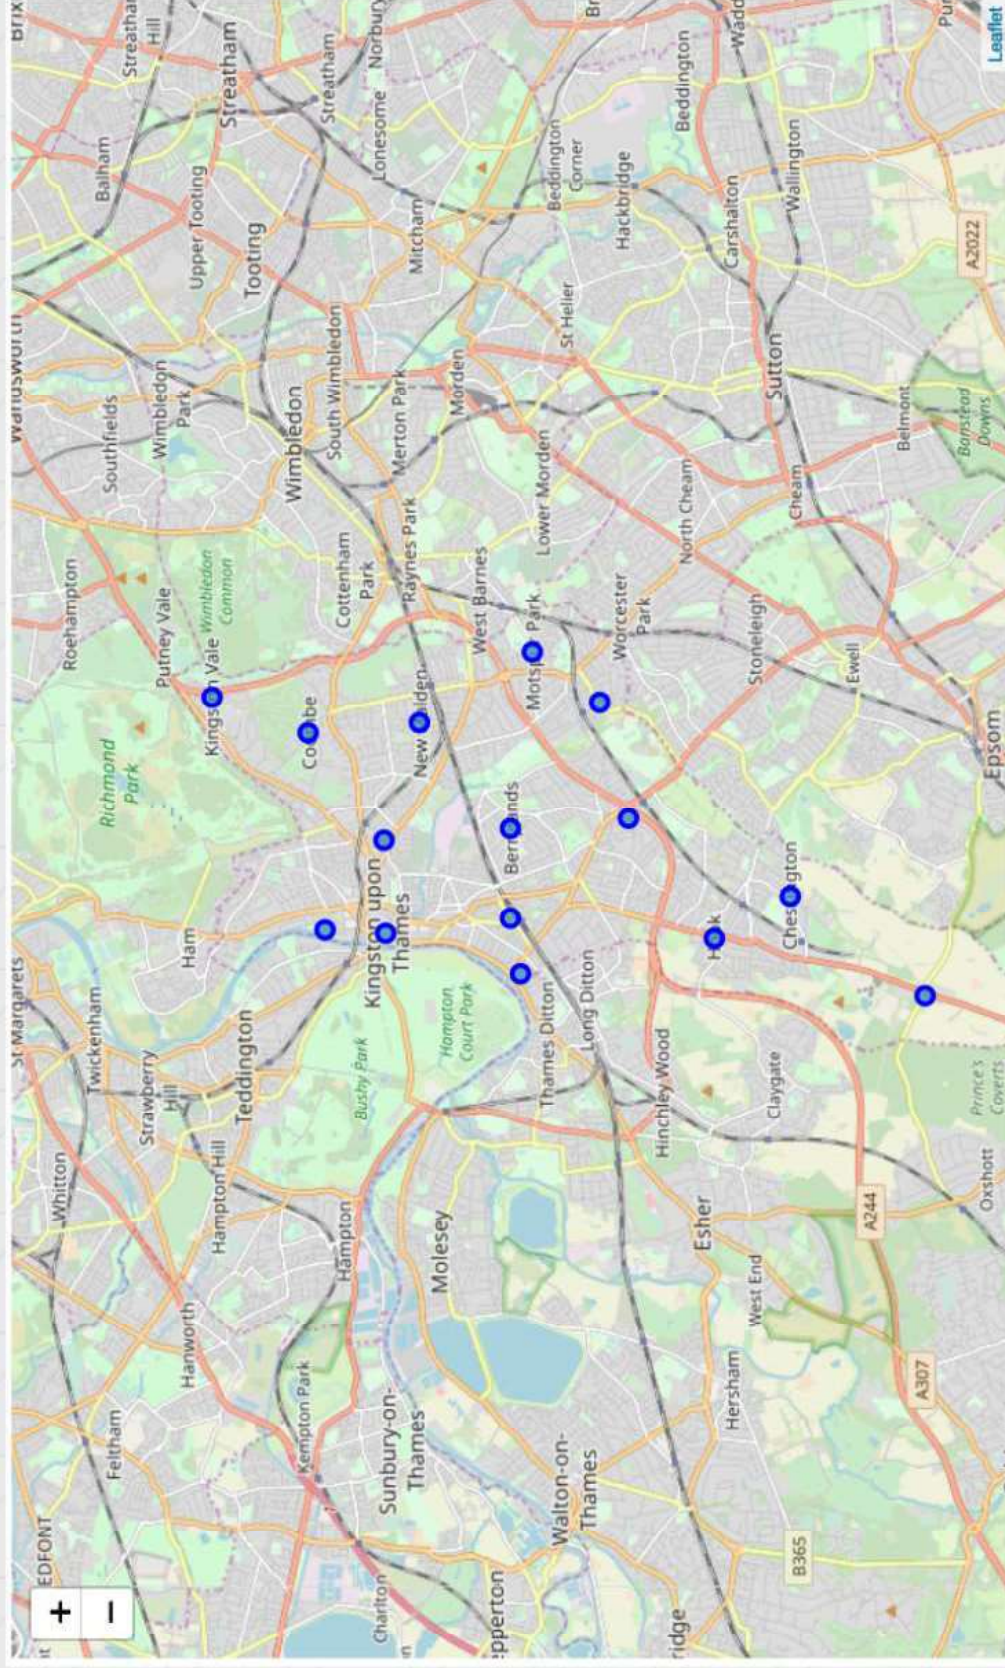 +
−
EDFONT
Whitton
St Margarets
Twickenham
Roehampton
Southfields
Balham
Streatham
Hill
Feltham
Strawberry
Hill
Richmond
Park
Putney Vale
Wimbledon
Park
Hanworth
Hampton Hill
Teddington
Ham
Wimbledon
Common
Upper Tooting
Tooting
Streatham
Kempton Park
Hampton
Bushy Park
Cottenham
Park
Wimbledon
South Wimbledon
Streatham
Charlton
Sunbury-on-
Thames
Kingston upon
Thames
Raynes Park
Merton Park
Mitcham
Lonesome
Norbury
Molesey
Hampton
Court Park
West Barnes
Morden
Walton-on-
Thames
Thames Ditton
Long Ditton
Lower Morden
St Helier
Beddington
Corner
Worcester
Park
Hackbridge
Esher
Hinchley Wood
North Cheam
Beddington
B365
Hersham
West End
Claygate
Stoneleigh
Cheam
Sutton
Carshalton
Wallington
A244
Ewell
A307
Belmont
Oxshott
Prince's
Coverts
Epsom
Banstead
Downs
A2022
Leaflet